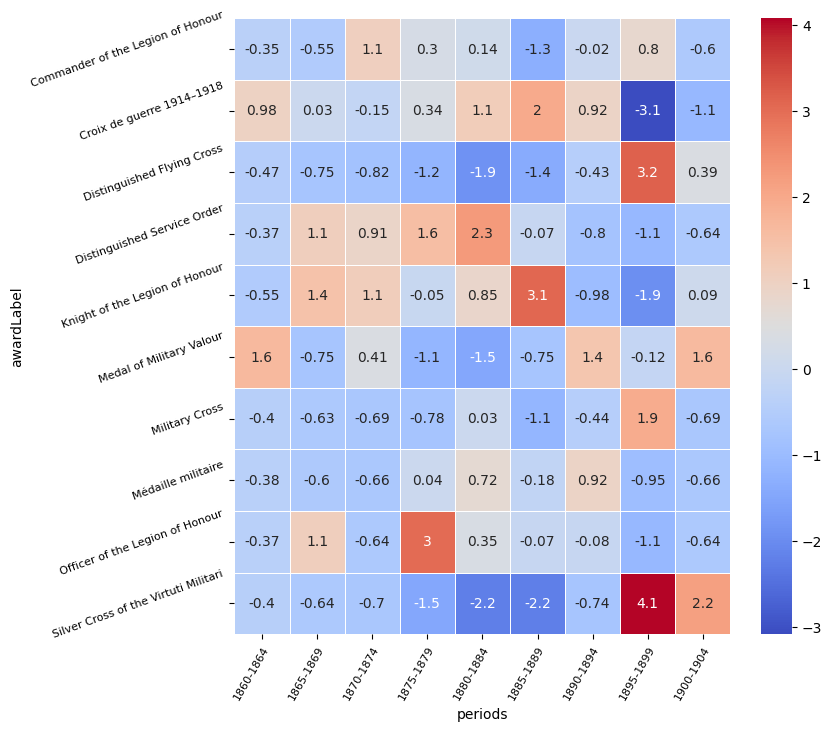 Commander of the Legion of Honour -0.35 -0.55 1.1 0.3 0.14 -1.3 -0.02 0.8 -0.6
Croix de guerre 1914–1918 0.98 0.03 -0.15 0.34 1.1 2 0.92 -3.1 -1.1
Distinguished Flying Cross -0.47 -0.75 -0.82 -1.2 -1.9 -1.4 -0.43 3.2 0.39
Distinguished Service Order -0.37 1.1 0.91 1.6 2.3 -0.07 -0.8 -1.1 -0.64
Knight of the Legion of Honour -0.55 1.4 1.1 -0.05 0.85 3.1 -0.98 -1.9 0.09
Medal of Military Valour 1.6 -0.75 0.41 -1.1 -1.5 -0.75 1.4 -0.12 1.6
Military Cross -0.4 -0.63 -0.69 -0.78 0.03 -1.1 -0.44 1.9 -0.69
Médaille militaire -0.38 -0.6 -0.66 0.04 0.72 -0.18 0.92 -0.95 -0.66
Officer of the Legion of Honour -0.37 1.1 -0.64 3 0.35 -0.07 -0.08 -1.1 -0.64
Silver Cross of the Virtuti Militari -0.4 -0.64 -0.7 -1.5 -2.2 -2.2 -0.74 4.1 2.2
1860-1864 1865-1869 1870-1874 1875-1879 1880-1884 1885-1889 1890-1894 1895-1899 1900-1904
periods
awardLabel
4
3
2
1
0
−1
−2
−3